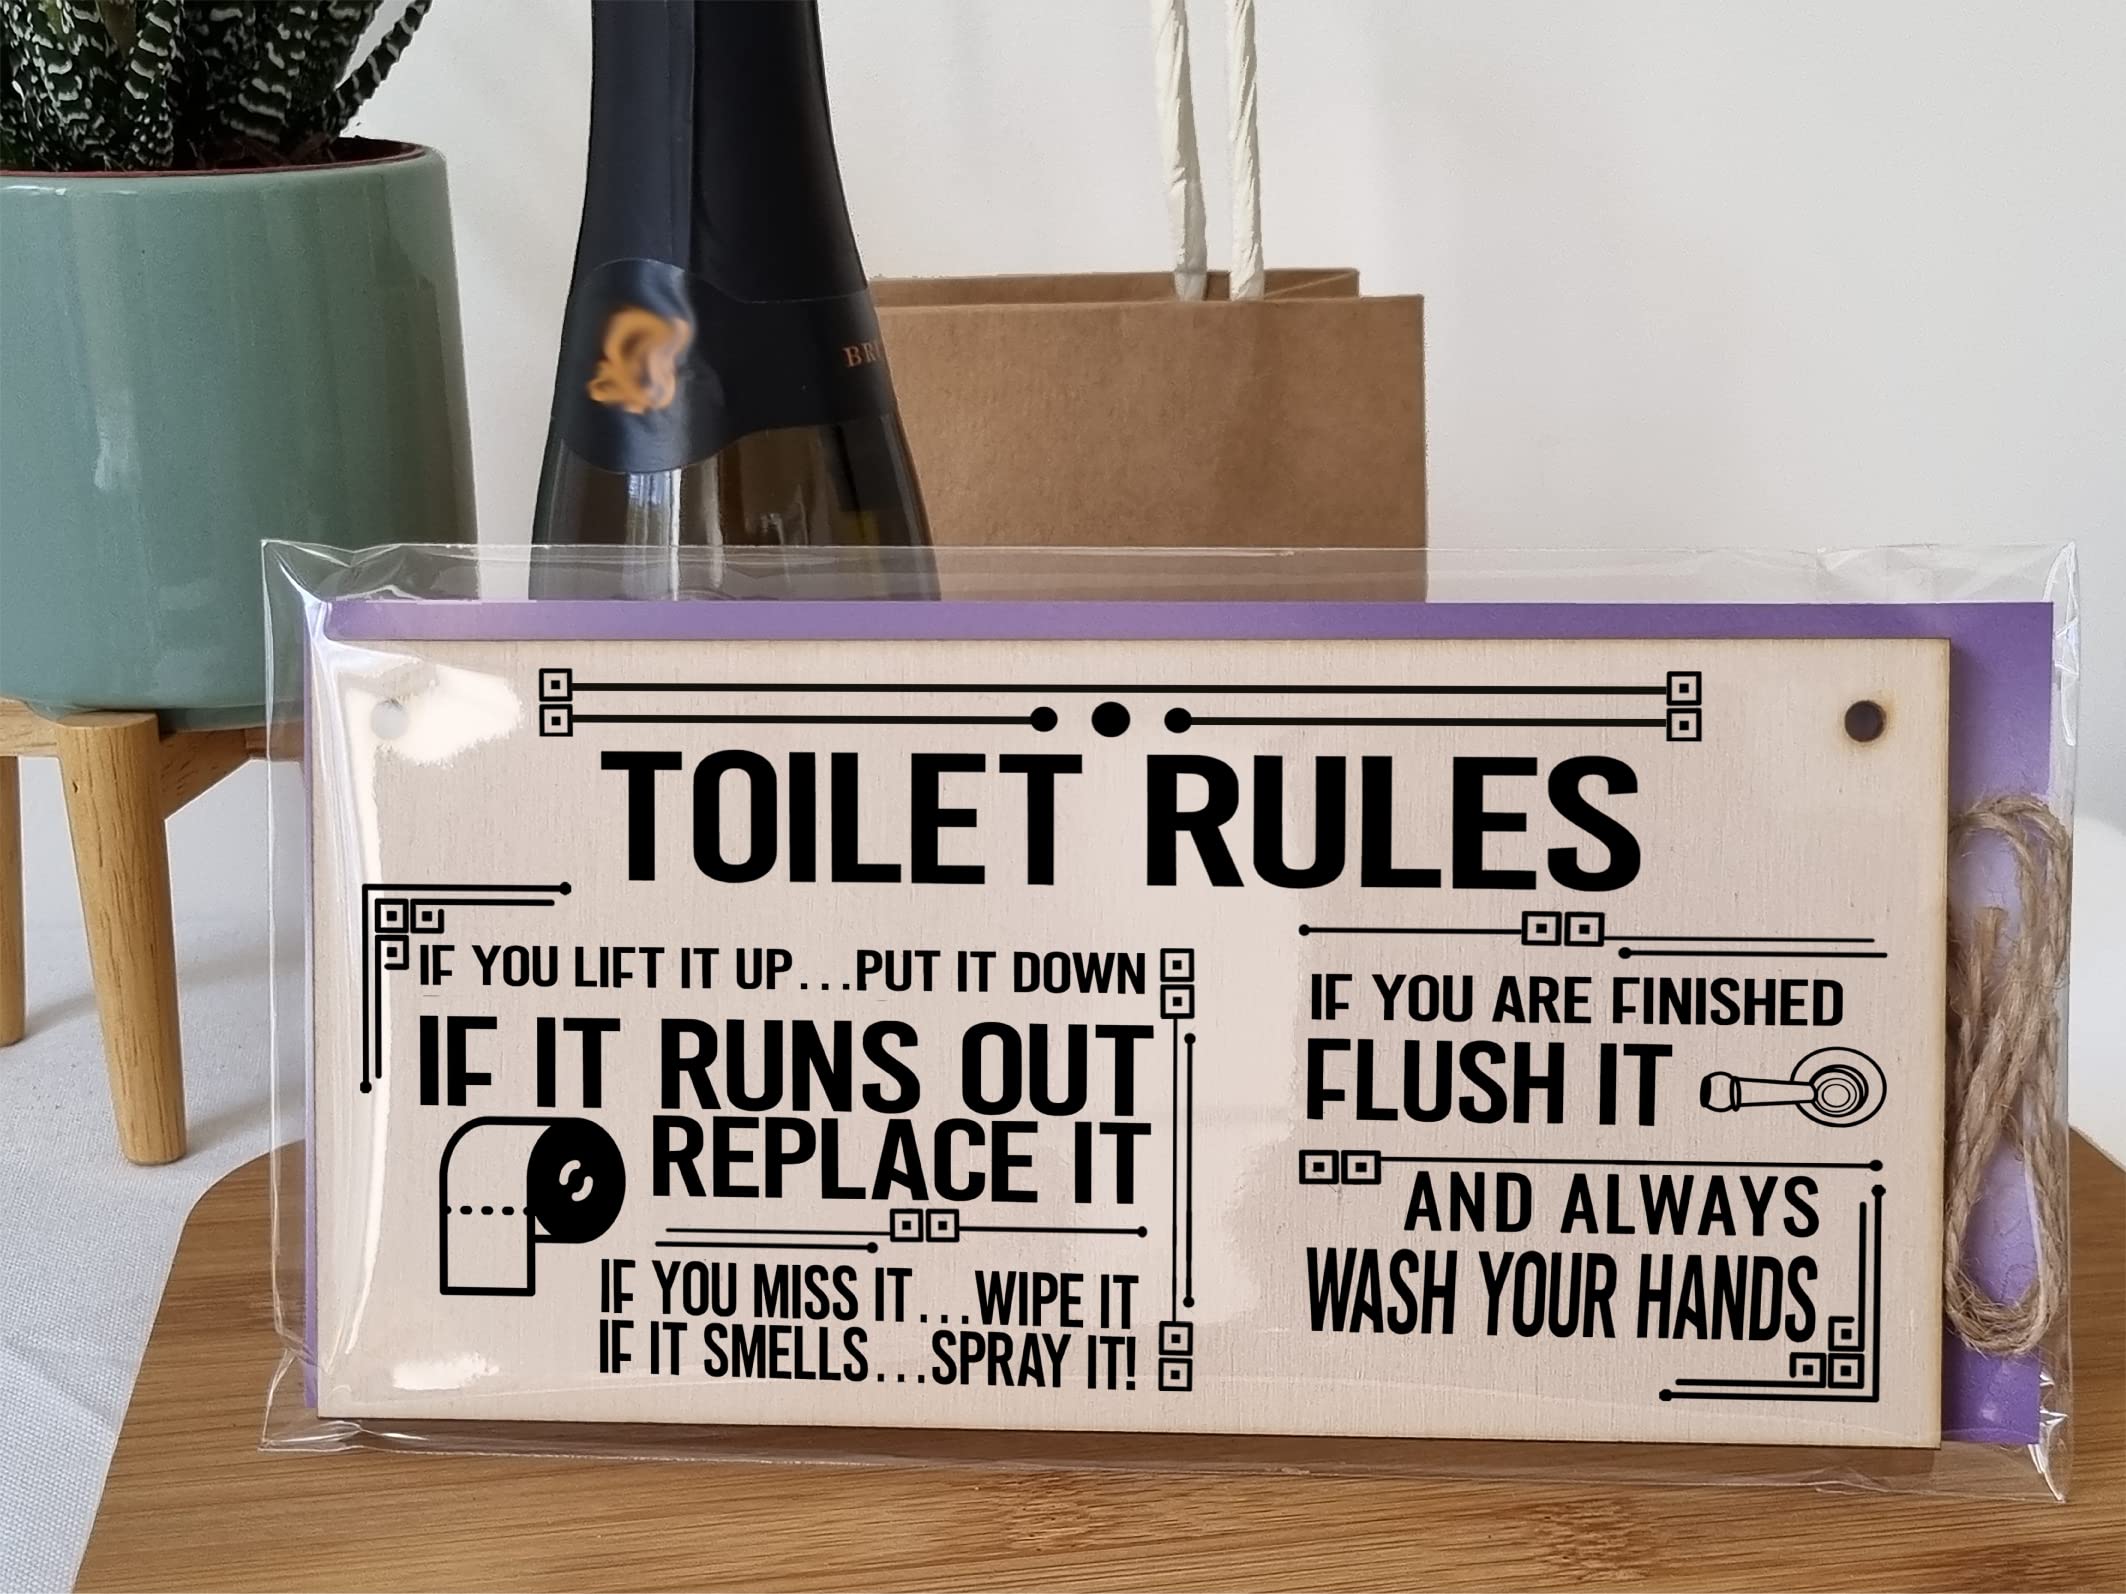 TOILET RULES
IF YOU LIFT IT UP...PUT IT DOWN
IF IT RUNS OUT
REPLACE IT
IF YOU MISS IT...WIPE IT
IF IT SMELLS...SPRAY IT!
IF YOU ARE FINISHED
FLUSH IT
AND ALWAYS
WASH YOUR HANDS